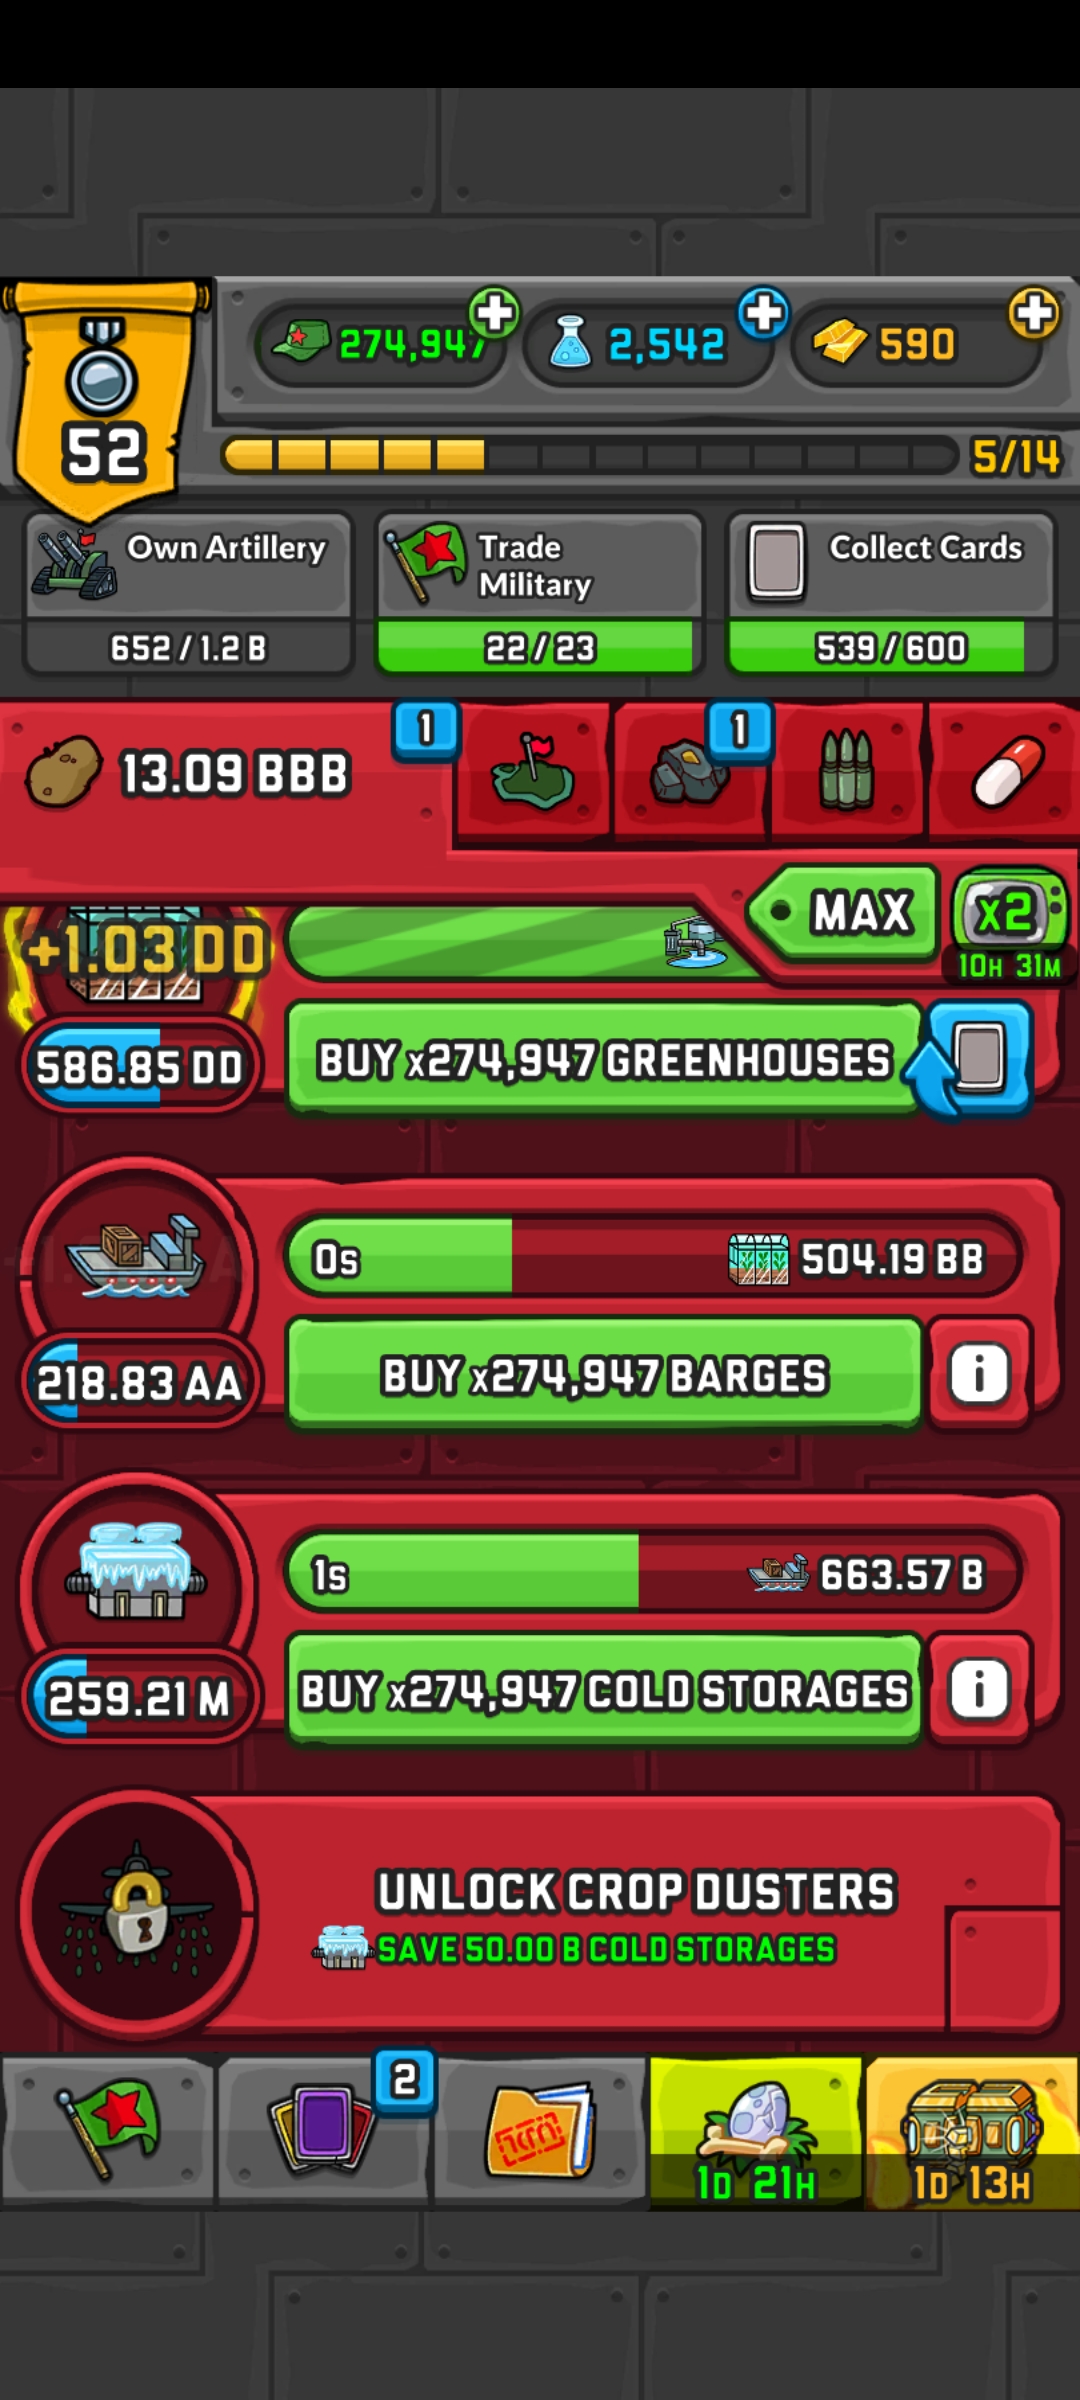 274,947
2,542
590
52
5/14
Own Artillery
652 / 1.2 B
Trade
Military
22 / 23
Collect Cards
539 / 600
13.09 BBB
1
1
MAX
x2
10H 31M
+1.03 DD
586.85 DD
BUY x274,947 GREENHOUSES
0s
504.19 BB
218.83 AA
BUY x274,947 BARGES
i
1s
663.57 B
259.21 M
BUY x274,947 COLD STORAGES
i
UNLOCK CROP DUSTERS
SAVE 50.00 B COLD STORAGES
2
1D 21H
1D 13H